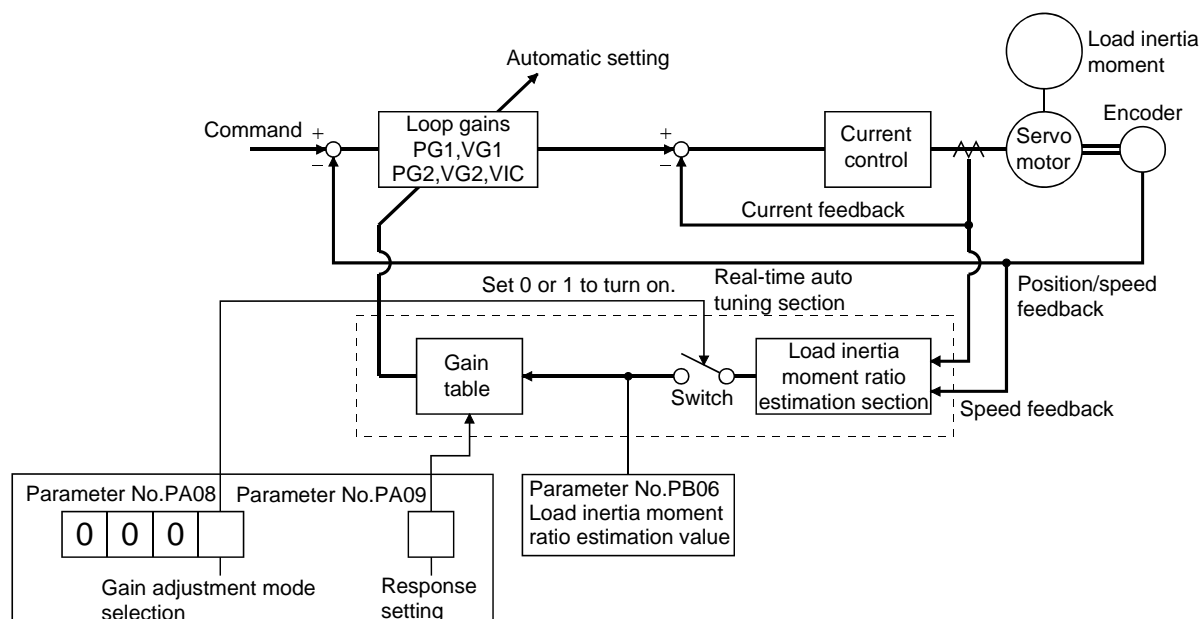 Automatic setting
Load inertia
moment
Command
+
−
Loop gains
PG1,VG1
PG2,VG2,VIC
+
−
Current
control
Servo
motor
Encoder
Current feedback
Set 0 or 1 to turn on.
Real-time auto
tuning section
Position/speed
feedback
Gain
table
Switch
Load inertia
moment ratio
estimation section
Speed feedback
Parameter No.PA08
Parameter No.PA09
0 0 0
Gain adjustment mode
selection
Response
setting
Parameter No.PB06
Load inertia moment
ratio estimation value